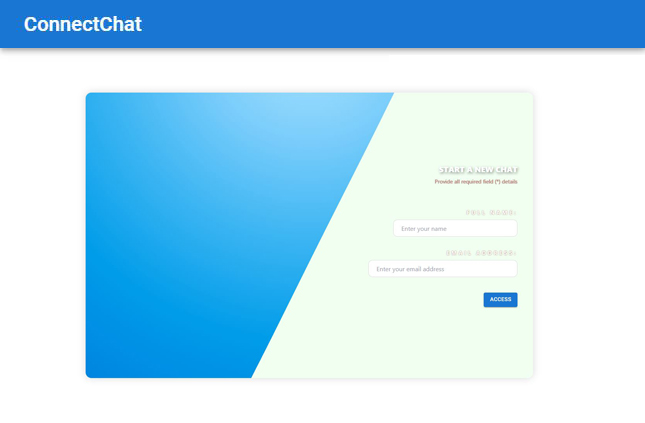 ConnectChat
START A NEW CHAT
Provide all required field (*) details
FULL NAME:
Enter your name
EMAIL ADDRESS:
Enter your email address
ACCESS